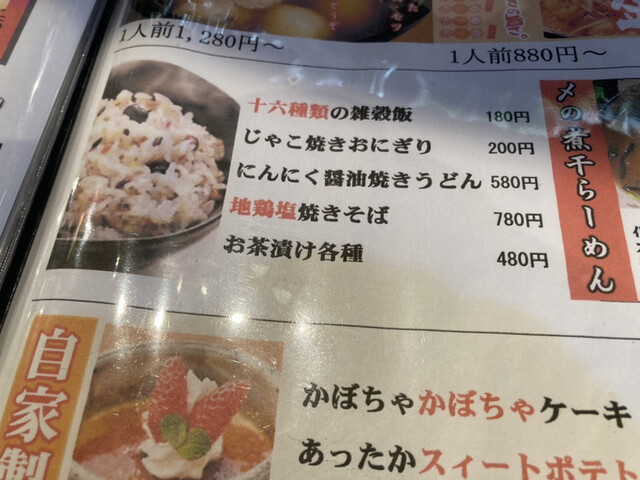 1人前1,280円～
1人前880円～
十六種類の雑穀飯 180円
じゃこ焼きおにぎり 200円
にんにく醤油焼きうどん 580円
地鶏塩焼きそば 780円
お茶漬け各種 480円
〆の煮干らーめん
自家製
かぼちゃかぼちゃケーキ
あったかスイートポテト